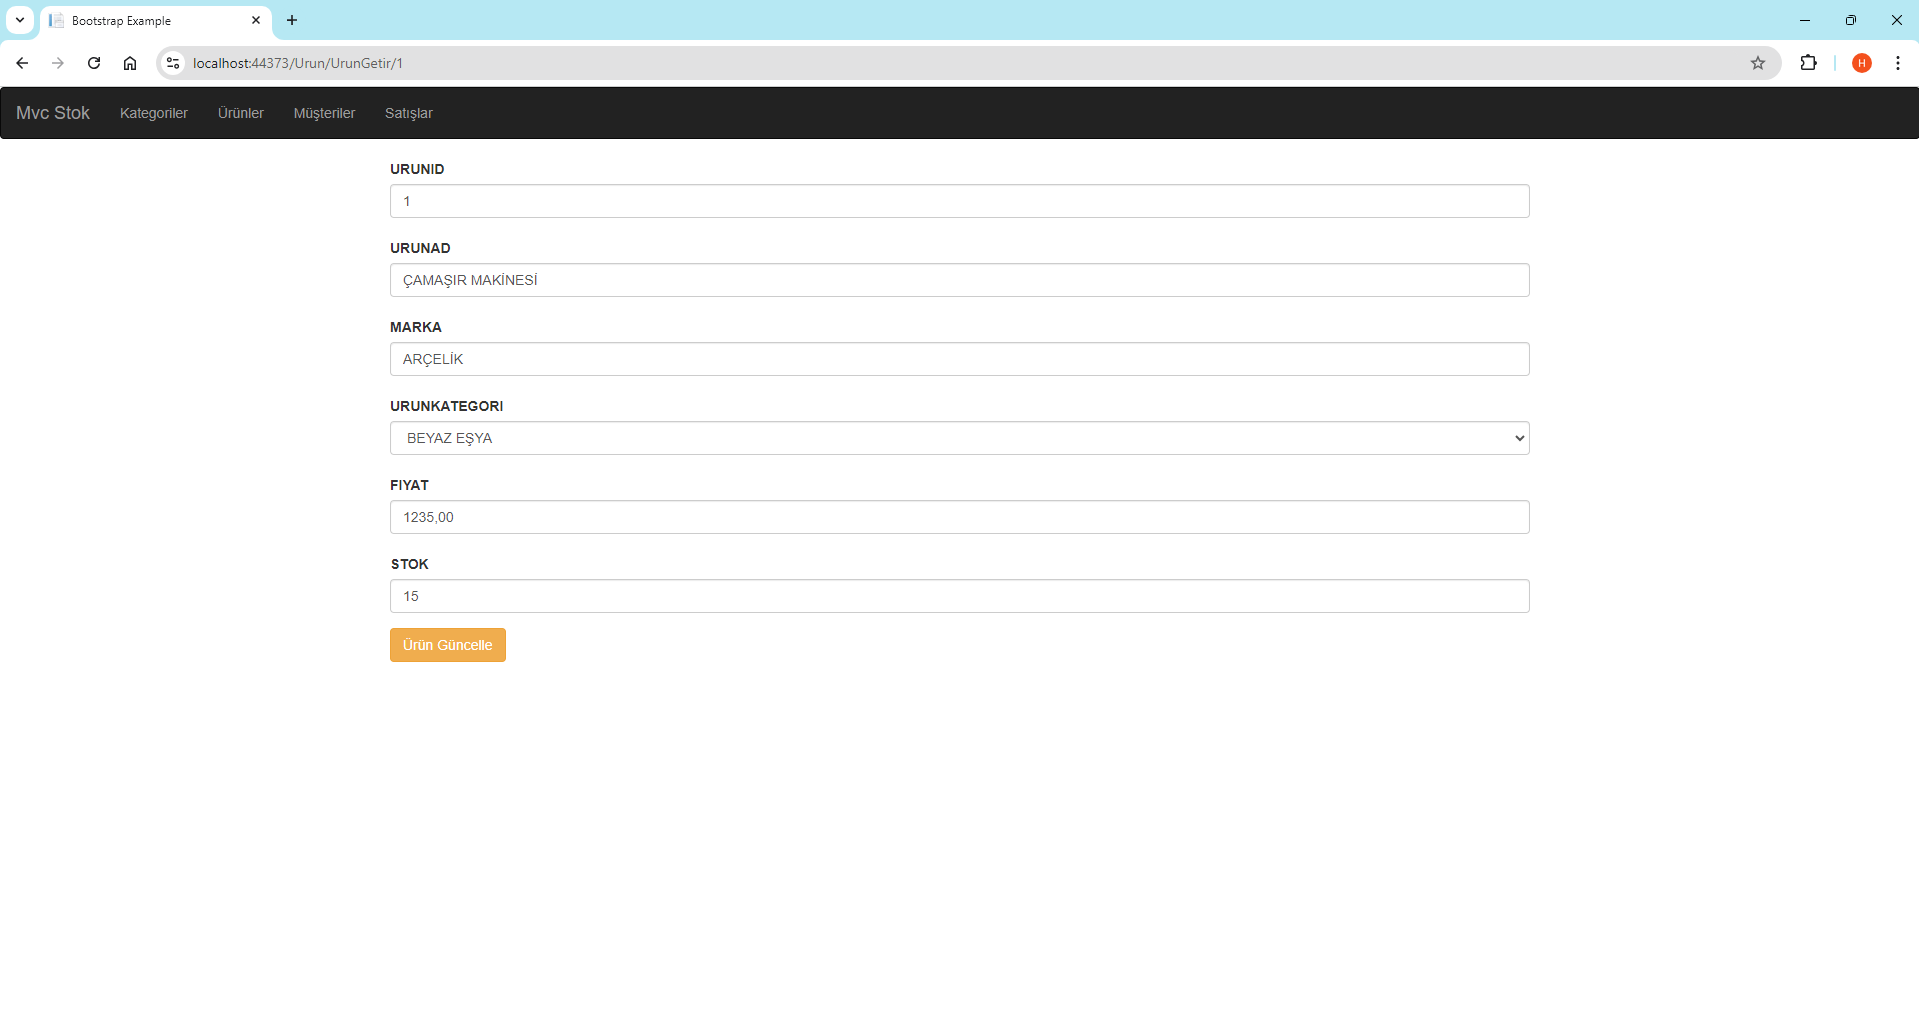 Bootstrap Example
localhost:44373/Urun/UrunGetir/1
H
Mvc Stok Kategoriler Ürünler Müşteriler Satışlar
URUNID
1
URUNAD
ÇAMAŞIR MAKİNESİ
MARKA
ARÇELİK
URUNKATEGORI
BEYAZ EŞYA
FIYAT
1235,00
STOK
15
Ürün Güncelle